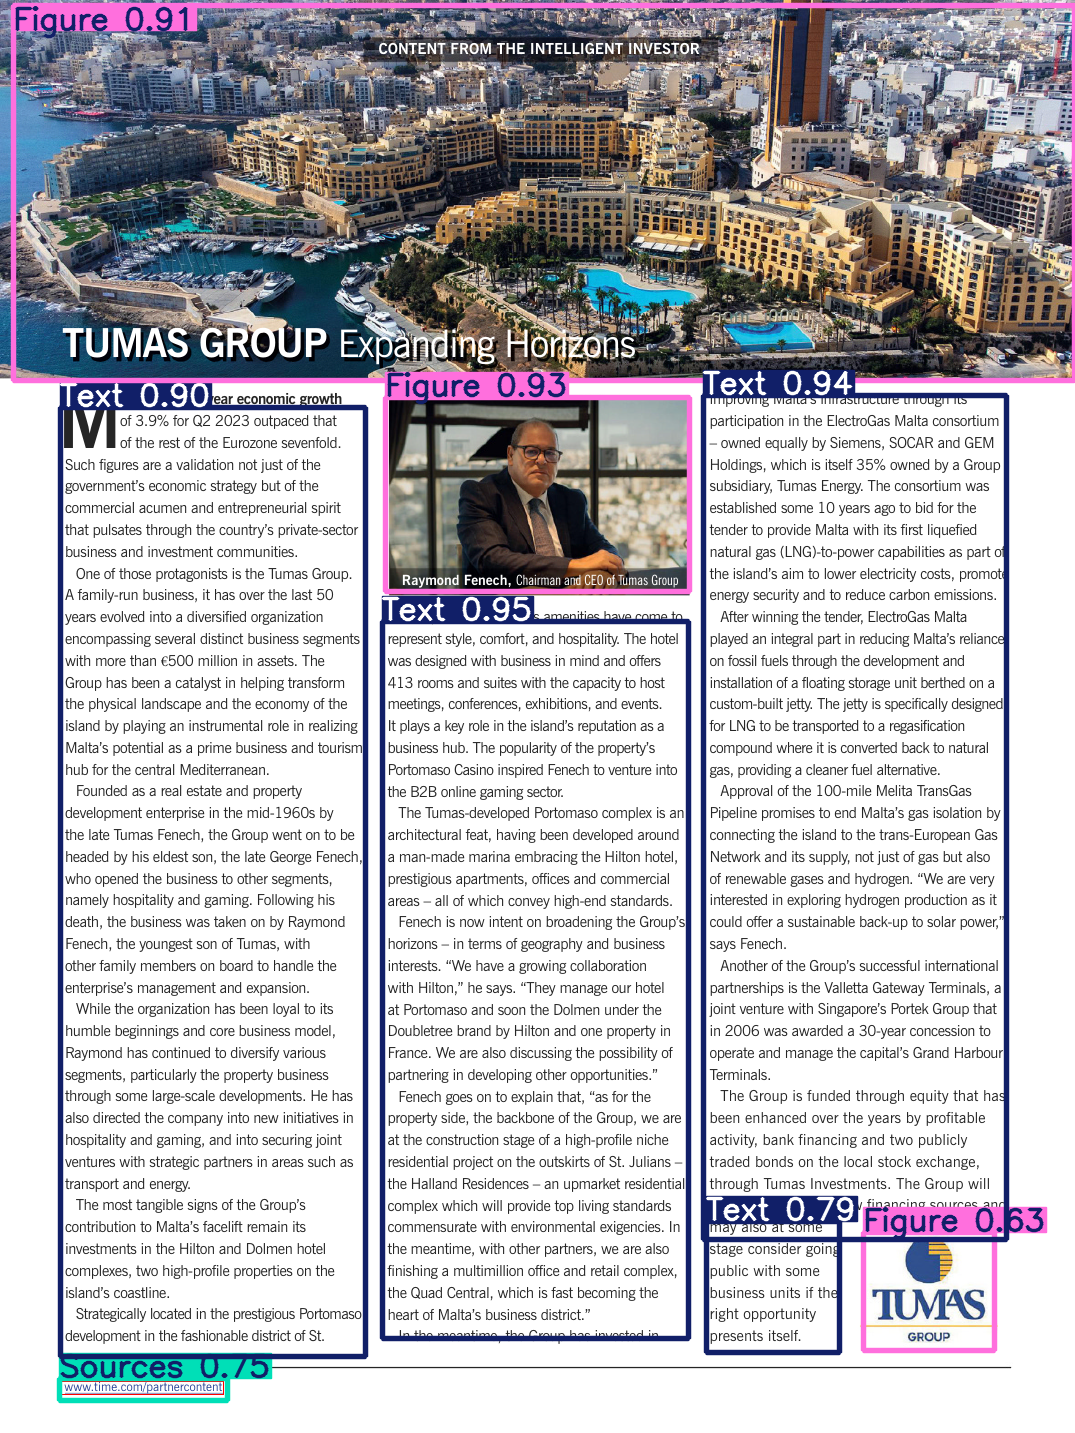 Figure 0.91
CONTENT FROM THE INTELLIGENT INVESTOR
TUMAS GROUP Expanding Horizons
Text 0.90
year economic growth
M
of 3.9% for Q2 2023 outpaced that
of the rest of the Eurozone sevenfold.
Such figures are a validation not just of the
government's economic strategy but of the
commercial acumen and entrepreneurial spirit
that pulsates through the country's private-sector
business and investment communities.
One of those protagonists is the Tumas Group.
A family-run business, it has over the last 50
years evolved into a diversified organization
encompassing several distinct business segments
with more than €500 million in assets. The
Group has been a catalyst in helping transform
the physical landscape and the economy of the
island by playing an instrumental role in realizing
Malta's potential as a prime business and tourism
hub for the central Mediterranean.
Founded as a real estate and property
development enterprise in the mid-1960s by
the late Tumas Fenech, the Group went on to be
headed by his eldest son, the late George Fenech,
who opened the business to other segments,
namely hospitality and gaming. Following his
death, the business was taken on by Raymond
Fenech, the youngest son of Tumas, with
other family members on board to handle the
enterprise's management and expansion.
While the organization has been loyal to its
humble beginnings and core business model,
Raymond has continued to diversify various
segments, particularly the property business
through some large-scale developments. He has
also directed the company into new initiatives in
hospitality and gaming, and into securing joint
ventures with strategic partners in areas such as
transport and energy.
The most tangible signs of the Group's
contribution to Malta's facelift remain its
investments in the Hilton and Dolmen hotel
complexes, two high-profile properties on the
island's coastline.
Strategically located in the prestigious Portomaso
development in the fashionable district of St.
Figure 0.93
Raymond Fenech, Chairman and CEO of Tumas Group
Text 0.95
amenities have come to
represent style, comfort, and hospitality. The hotel
was designed with business in mind and offers
413 rooms and suites with the capacity to host
meetings, conferences, exhibitions, and events.
It plays a key role in the island's reputation as a
business hub. The popularity of the property's
Portomaso Casino inspired Fenech to venture into
the B2B online gaming sector.
The Tumas-developed Portomaso complex is an
architectural feat, having been developed around
a man-made marina embracing the Hilton hotel,
prestigious apartments, offices and commercial
areas – all of which convey high-end standards.
Fenech is now intent on broadening the Group's
horizons – in terms of geography and business
interests. “We have a growing collaboration
with Hilton,” he says. “They manage our hotel
at Portomaso and soon the Dolmen under the
Doubletree brand by Hilton and one property in
France. We are also discussing the possibility of
partnering in developing other opportunities.”
Fenech goes on to explain that, “as for the
property side, the backbone of the Group, we are
at the construction stage of a high-profile niche
residential project on the outskirts of St. Julians –
the Halland Residences – an upmarket residential
complex which will provide top living standards
commensurate with environmental exigencies. In
the meantime, with other partners, we are also
finishing a multimillion office and retail complex,
the Quad Central, which is fast becoming the
heart of Malta's business district.”
In the meantime, the Group has invested in
Text 0.94
improving Malta's infrastructure through its
participation in the ElectroGas Malta consortium
– owned equally by Siemens, SOCAR and GEM
Holdings, which is itself 35% owned by a Group
subsidiary, Tumas Energy. The consortium was
established some 10 years ago to bid for the
tender to provide Malta with its first liquefied
natural gas (LNG)-to-power capabilities as part of
the island's aim to lower electricity costs, promote
energy security and to reduce carbon emissions.
After winning the tender, ElectroGas Malta
played an integral part in reducing Malta's reliance
on fossil fuels through the development and
installation of a floating storage unit berthed on a
custom-built jetty. The jetty is specifically designed
for LNG to be transported to a regasification
compound where it is converted back to natural
gas, providing a cleaner fuel alternative.
Approval of the 100-mile Melita TransGas
Pipeline promises to end Malta's gas isolation by
connecting the island to the trans-European Gas
Network and its supply, not just of gas but also
of renewable gases and hydrogen. “We are very
interested in exploring hydrogen production as it
could offer a sustainable back-up to solar power,”
says Fenech.
Another of the Group's successful international
partnerships is the Valletta Gateway Terminals, a
joint venture with Singapore's Portek Group that
in 2006 was awarded a 30-year concession to
operate and manage the capital's Grand Harbour
Terminals.
The Group is funded through equity that has
been enhanced over the years by profitable
activity, bank financing and two publicly
traded bonds on the local stock exchange,
through Tumas Investments. The Group will
financing sources and
Text 0.79
may also at some
stage consider going
public with some
business units if the
right opportunity
presents itself.
Figure 0.63
TUMAS
GROUP
Sources 0.75
www.time.com/partnercontent